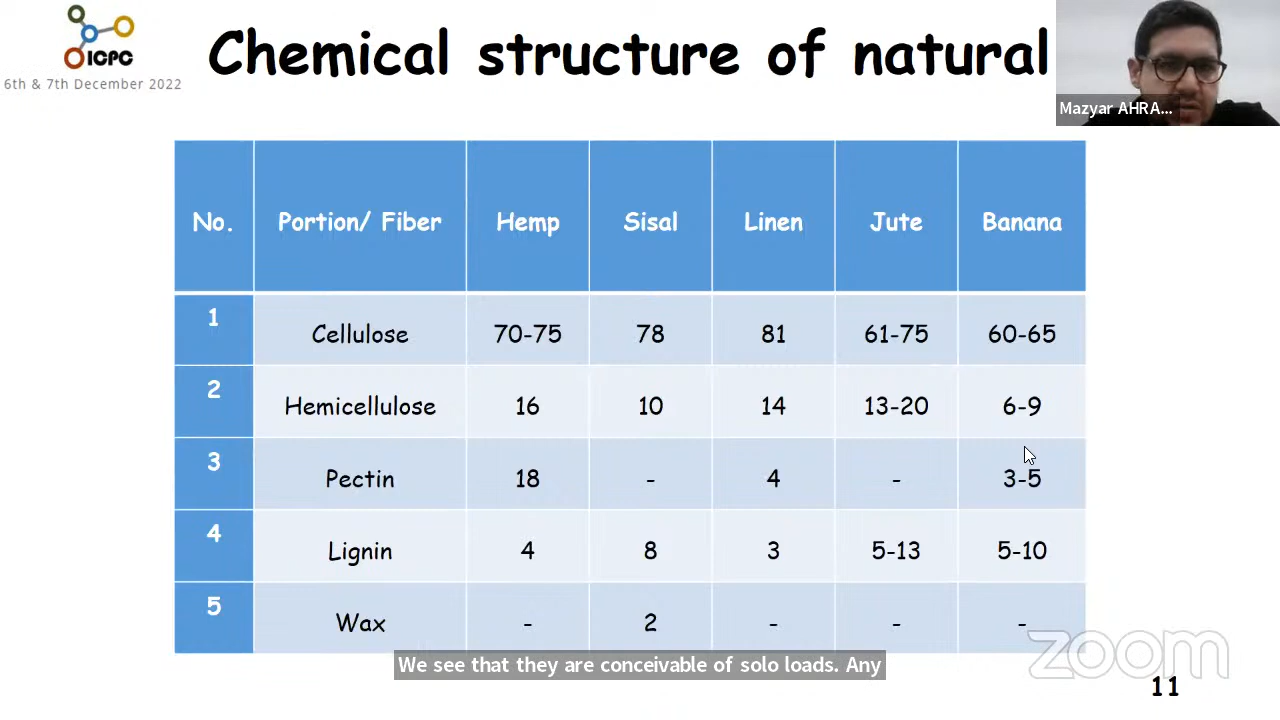 ICPC
6th & 7th December 2022
Chemical structure of natural
Mazyar AHRA...
No. Portion/ Fiber Hemp Sisal Linen Jute Banana
1 Cellulose 70-75 78 81 61-75 60-65
2 Hemicellulose 16 10 14 13-20 6-9
3 Pectin 18 - 4 - 3-5
4 Lignin 4 8 3 5-13 5-10
5 Wax - 2 - - -
We see that they are conceivable of solo loads. Any
zoom
11